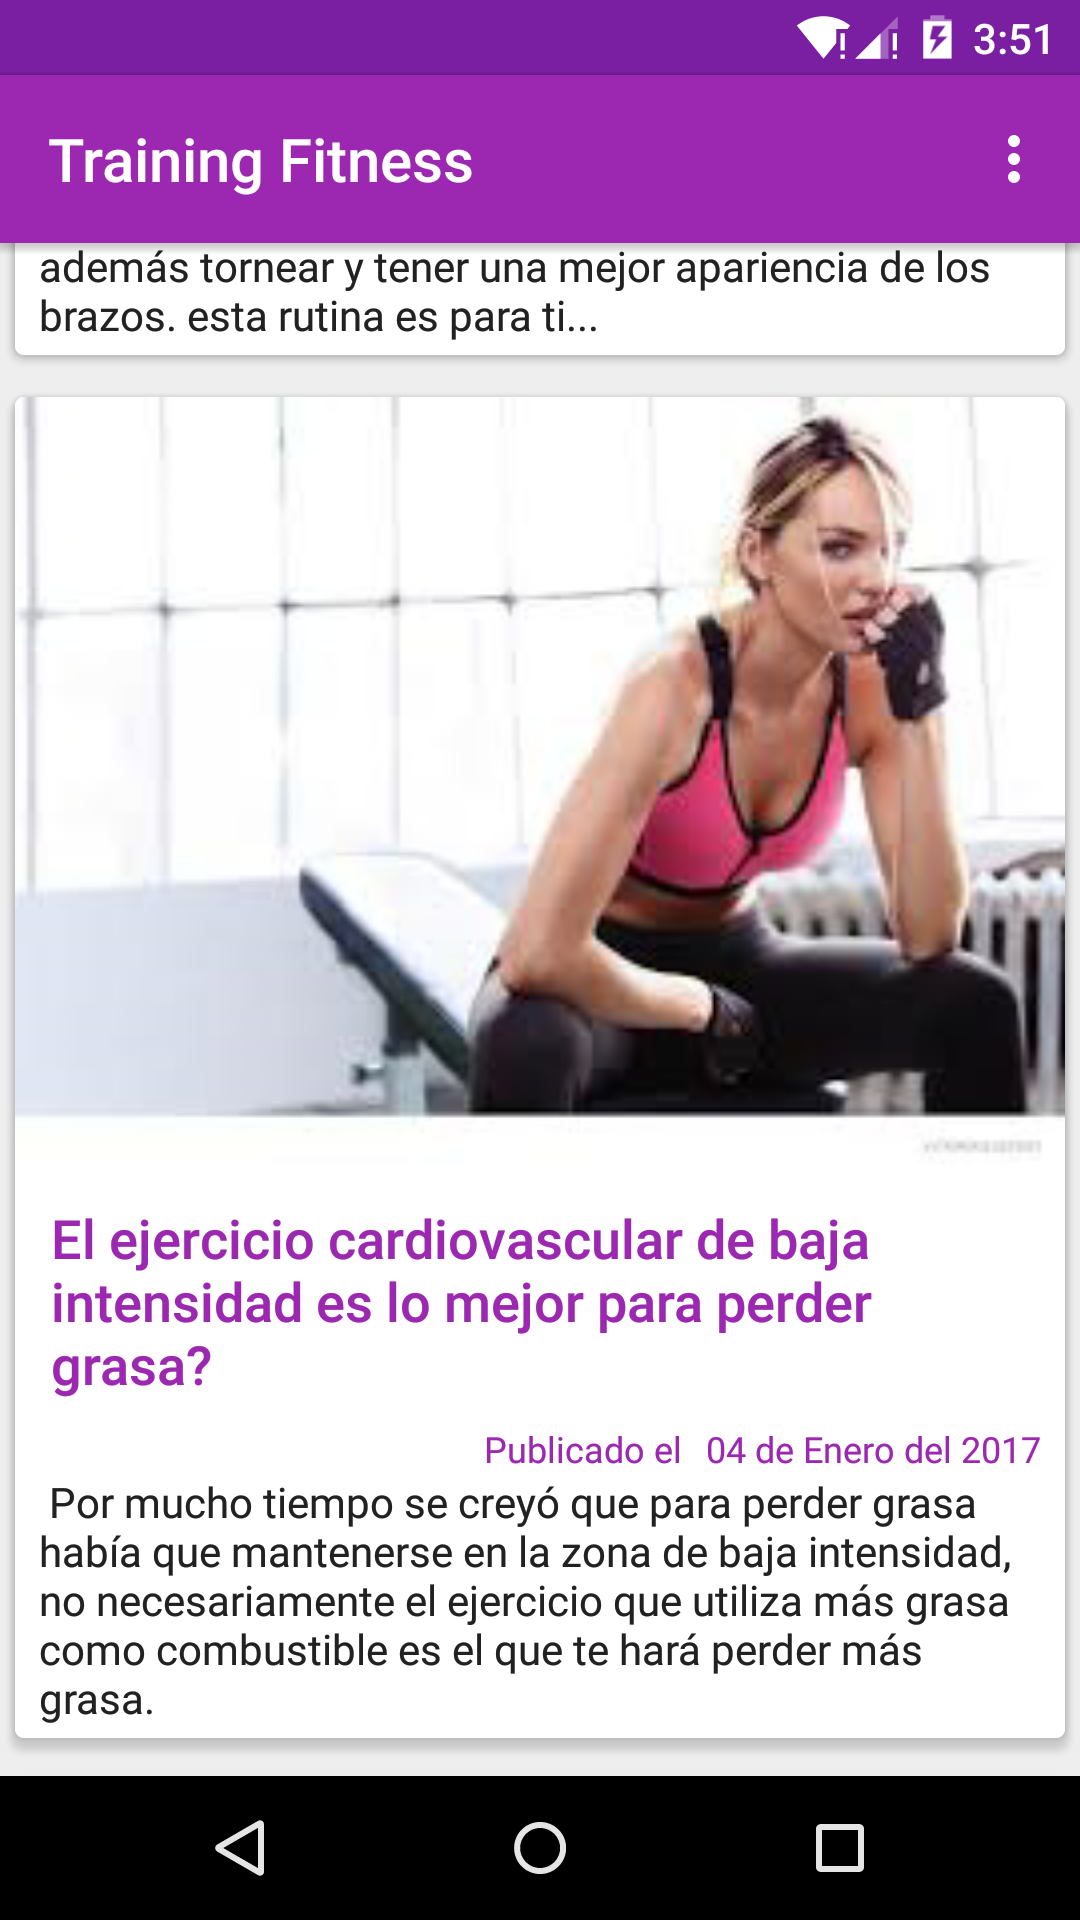 3:51
Training Fitness
además tornear y tener una mejor apariencia de los
brazos. esta rutina es para ti...
El ejercicio cardiovascular de baja
intensidad es lo mejor para perder
grasa?
Publicado el 04 de Enero del 2017
Por mucho tiempo se creyó que para perder grasa
había que mantenerse en la zona de baja intensidad,
no necesariamente el ejercicio que utiliza más grasa
como combustible es el que te hará perder más
grasa.